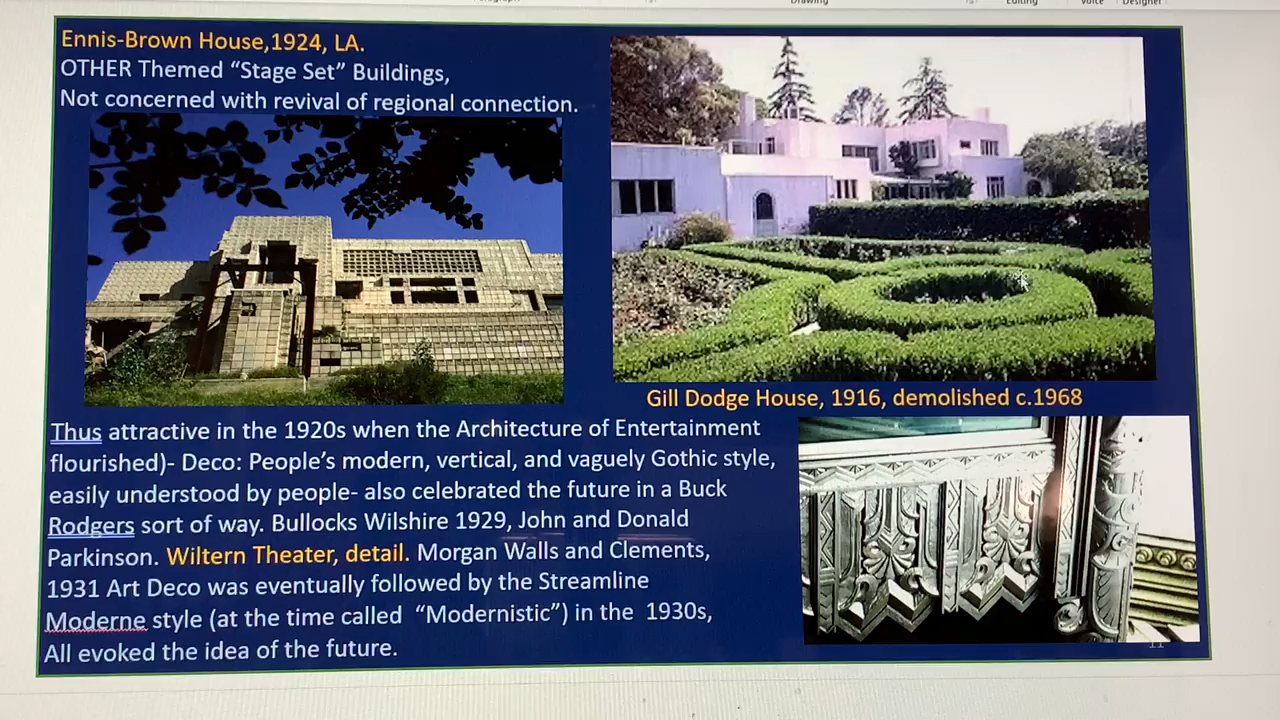 Drawing
Editing
Voice
Designer
Ennis-Brown House,1924, LA.
OTHER Themed “Stage Set” Buildings,
Not concerned with revival of regional connection.
Gill Dodge House, 1916, demolished c.1968
Thus attractive in the 1920s when the Architecture of Entertainment
flourished)- Deco: People’s modern, vertical, and vaguely Gothic style,
easily understood by people- also celebrated the future in a Buck
Rodgers sort of way. Bullocks Wilshire 1929, John and Donald
Parkinson. Wiltern Theater, detail. Morgan Walls and Clements,
1931 Art Deco was eventually followed by the Streamline
Moderne style (at the time called “Modernistic”) in the 1930s,
All evoked the idea of the future.
11